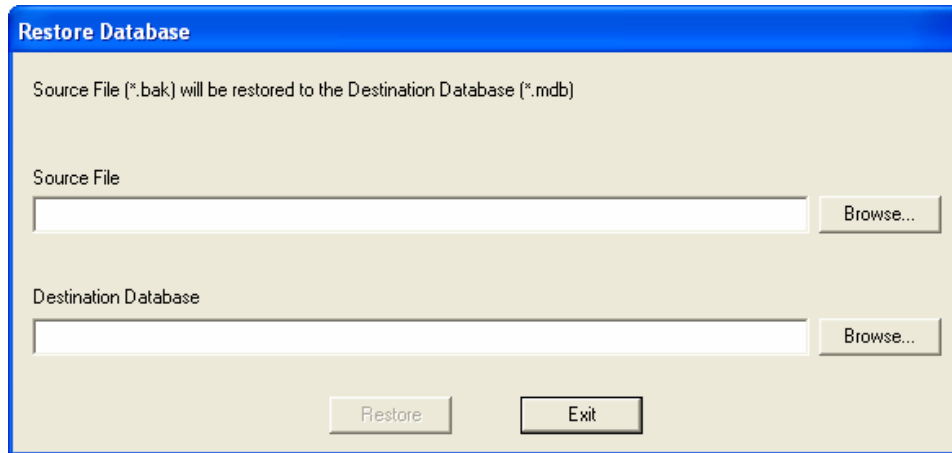 Restore Database
Source File (*.bak) will be restored to the Destination Database (*.mdb)
Source File
Browse...
Destination Database
Browse...
Restore
Exit